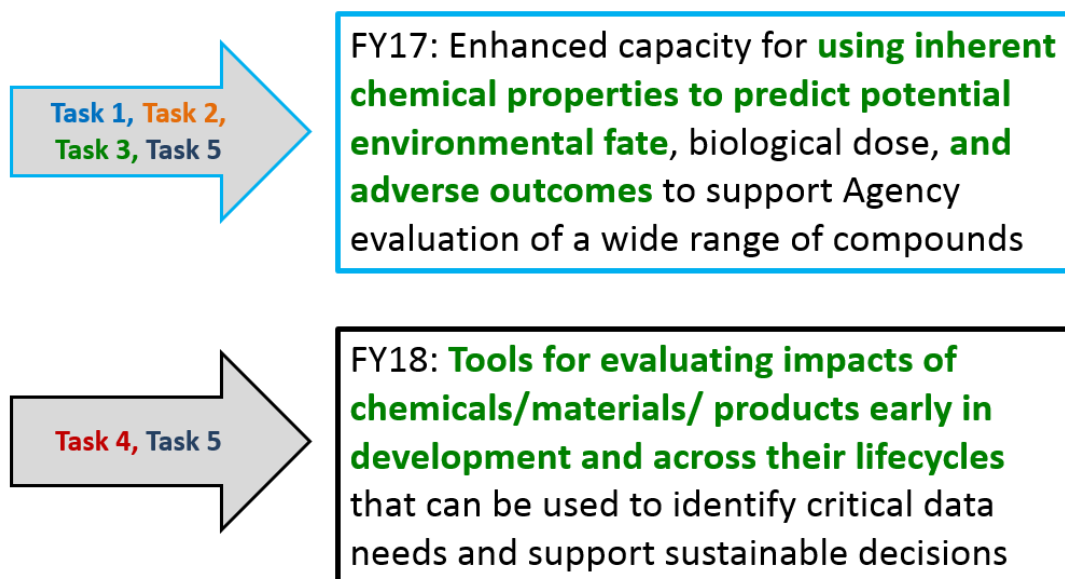 Task 1, Task 2,
Task 3, Task 5
FY17: Enhanced capacity for using inherent
chemical properties to predict potential
environmental fate, biological dose, and
adverse outcomes to support Agency
evaluation of a wide range of compounds
Task 4, Task 5
FY18: Tools for evaluating impacts of
chemicals/materials/ products early in
development and across their lifecycles
that can be used to identify critical data
needs and support sustainable decisions